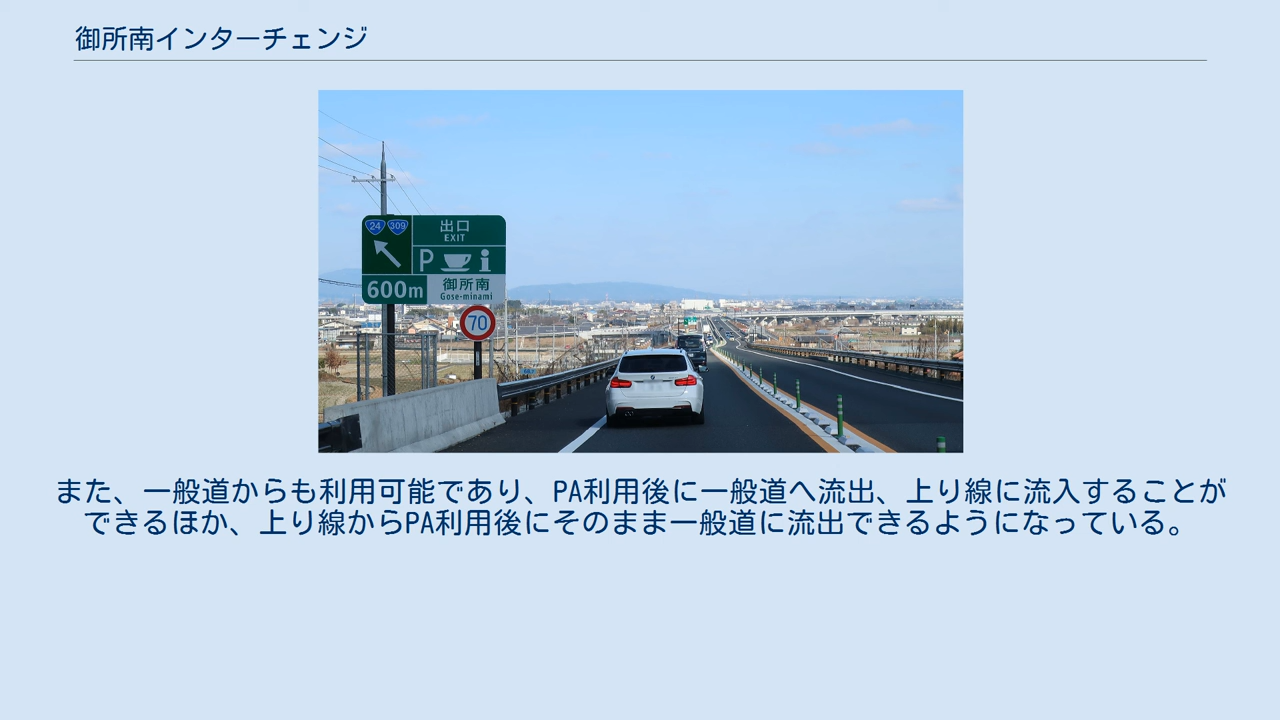 御所南インターチェンジ
24 309
出口
EXIT
P i
600m
御所南
Gose-minami
70
また、一般道からも利用可能であり、PA利用後に一般道へ流出、上り線に流入することが
できるほか、上り線からPA利用後にそのまま一般道に流出できるようになっている。